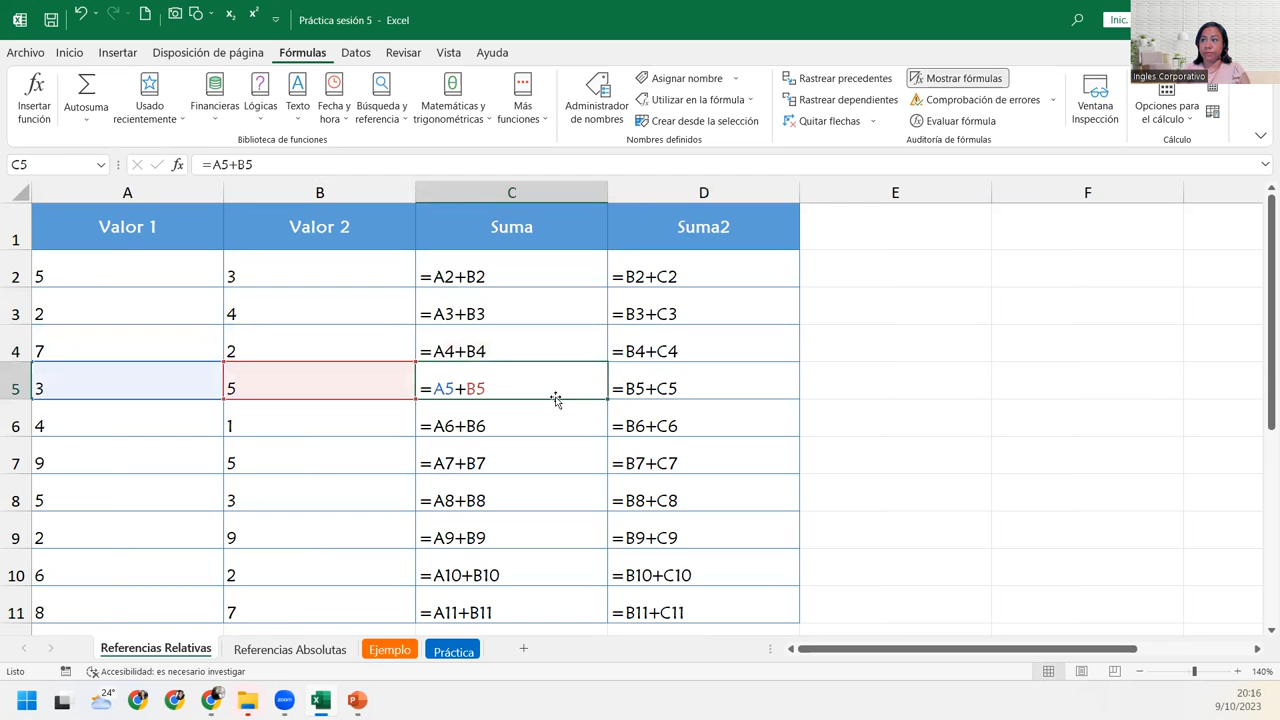 Práctica sesión 5 - Excel
Inic.
Archivo Inicio Insertar Disposición de página Fórmulas Datos Revisar Vista Ayuda
Ingles Corporativo
Insertar función
Autosuma
Usado recientemente
Financieras
Lógicas
Texto
Fecha y hora
Búsqueda y referencia
Matemáticas y trigonométricas
Más funciones
Biblioteca de funciones
Administrador de nombres
Asignar nombre
Utilizar en la fórmula
Crear desde la selección
Nombres definidos
Rastrear precedentes
Rastrear dependientes
Quitar flechas
Mostrar fórmulas
Comprobación de errores
Evaluar fórmula
Auditoría de fórmulas
Ventana Inspección
Opciones para el cálculo
Cálculo
C5 fx =A5+B5
A B C D E F
1 Valor 1 Valor 2 Suma Suma2
2 5 3 =A2+B2 =B2+C2
3 2 4 =A3+B3 =B3+C3
4 7 2 =A4+B4 =B4+C4
5 3 5 =A5+B5 =B5+C5
6 4 1 =A6+B6 =B6+C6
7 9 5 =A7+B7 =B7+C7
8 5 3 =A8+B8 =B8+C8
9 2 9 =A9+B9 =B9+C9
10 6 2 =A10+B10 =B10+C10
11 8 7 =A11+B11 =B11+C11
Referencias Relativas Referencias Absolutas Ejemplo Práctica
Listo Accesibilidad: es necesario investigar 140%
24°
zoom
20:16
9/10/2023